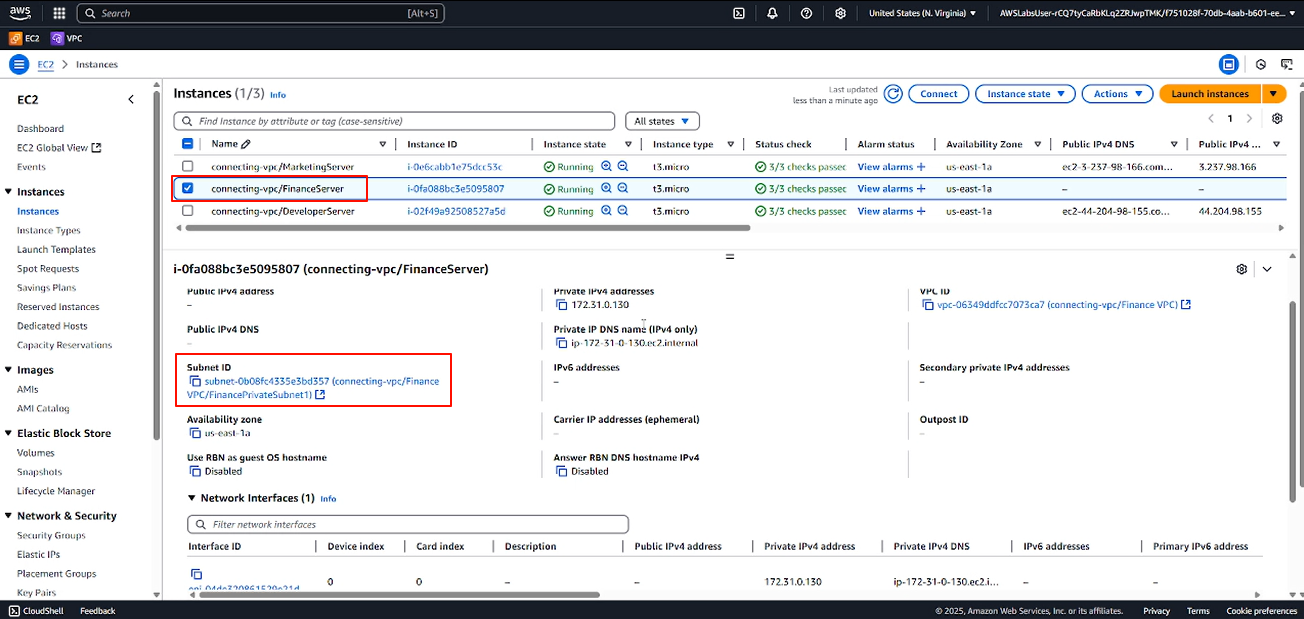 aws
Search [Alt+S]
United States (N. Virginia) ▼
AWSLabsUser-rCQ7tyCaRbKLq2ZRJwpTMK/f751028f-70db-4aab-b601-ee... ▼
EC2 VPC
EC2 > Instances
EC2
Dashboard
EC2 Global View
Events
Instances
Instances
Instance Types
Launch Templates
Spot Requests
Savings Plans
Reserved Instances
Dedicated Hosts
Capacity Reservations
Images
AMIs
AMI Catalog
Elastic Block Store
Volumes
Snapshots
Lifecycle Manager
Network & Security
Security Groups
Elastic IPs
Placement Groups
Key Pairs
Instances (1/3) Info
Last updated
less than a minute ago
Connect Instance state ▼ Actions ▼ Launch instances ▼
Find Instance by attribute or tag (case-sensitive) All states ▼
1
Name Instance ID Instance state Instance type Status check Alarm status Availability Zone Public IPv4 DNS Public IPv4 ...
connecting-vpc/MarketingServer i-0e6cabb1e75dcc53c Running t3.micro 3/3 checks passec View alarms + us-east-1a ec2-3-237-98-166.com... 3.237.98.166
connecting-vpc/FinanceServer i-0fa088bc3e5095807 Running t3.micro 3/3 checks passec View alarms + us-east-1a – –
connecting-vpc/DeveloperServer i-02f49a92508527a5d Running t3.micro 3/3 checks passec View alarms + us-east-1a ec2-44-204-98-155.co... 44.204.98.155
i-0fa088bc3e5095807 (connecting-vpc/FinanceServer)
Public IPv4 address Private IPv4 addresses VPC ID
– 172.31.0.130 vpc-06349ddfcc7073ca7 (connecting-vpc/Finance VPC)
Public IPv4 DNS Private IP DNS name (IPv4 only)
– ip-172-31-0-130.ec2.internal
Subnet ID IPv6 addresses Secondary private IPv4 addresses
subnet-0b08fc4335e3bd357 (connecting-vpc/Finance – –
VPC/FinancePrivateSubnet1)
Availability zone Carrier IP addresses (ephemeral) Outpost ID
us-east-1a – –
Use RBN as guest OS hostname Answer RBN DNS hostname IPv4
Disabled Disabled
Network Interfaces (1) Info
Filter network interfaces
Interface ID Device index Card index Description Public IPv4 address Private IPv4 address Private IPv4 DNS IPv6 addresses Primary IPv6 address
0 0 – – 172.31.0.130 ip-172-31-0-130.ec2.i... – –
CloudShell Feedback © 2025, Amazon Web Services, Inc. or its affiliates. Privacy Terms Cookie preferences